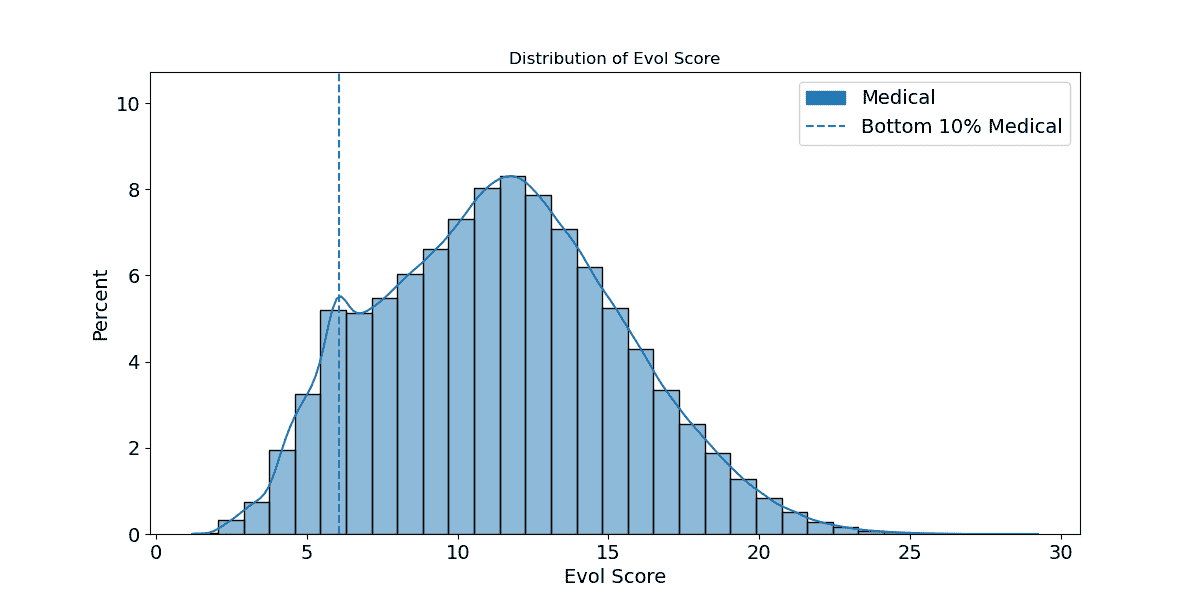 Distribution of Evol Score
Medical
Bottom 10% Medical
10
8
6
4
2
0
Percent
0 5 10 15 20 25 30
Evol Score